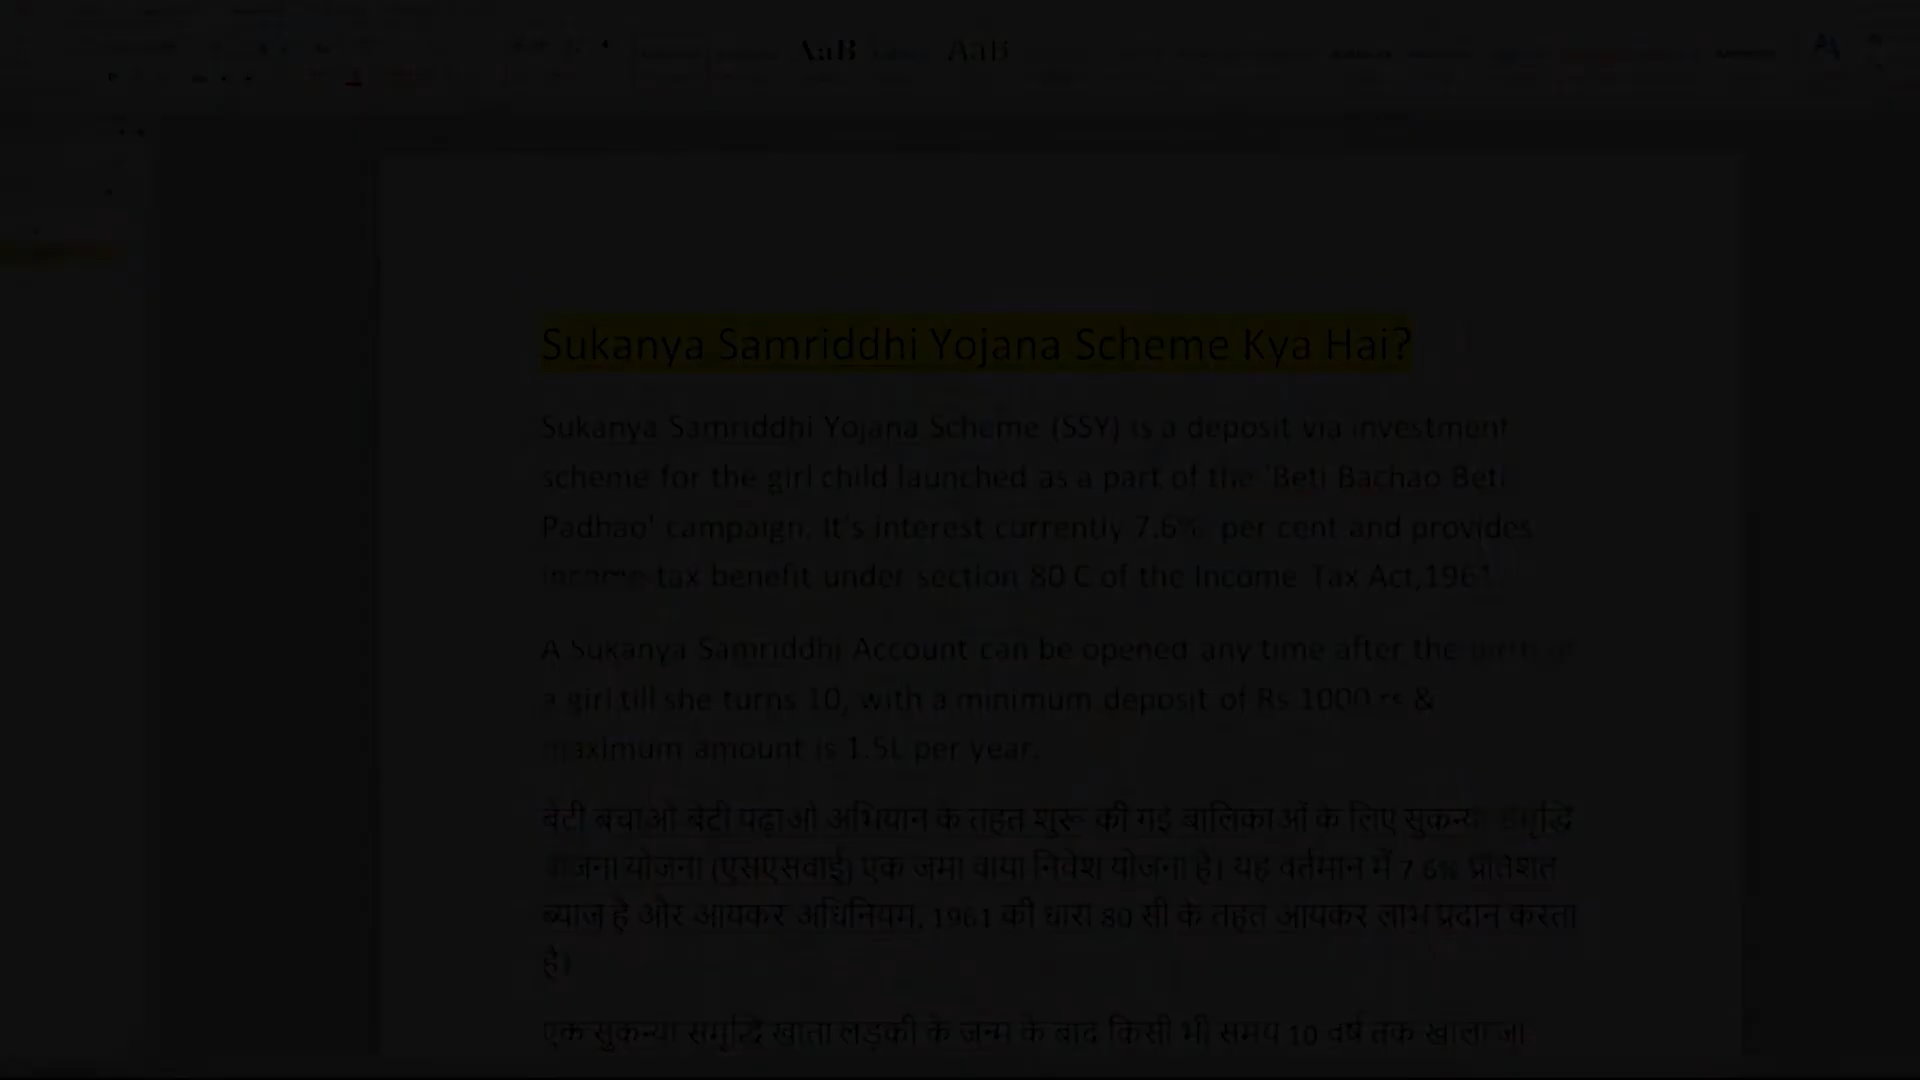 AaB AaB
Sukanya Samriddhi Yojana Scheme Kya Hai?
Sukanya Samriddhi Yojana Scheme (SSY) is a deposit via investment
scheme for the girl child launched as a part of the 'Beti Bachao Beti
Padhao' campaign. It's interest currently 7.6% per cent and provides
income tax benefit under section 80 C of the Income Tax Act,1961.
A Sukanya Samriddhi Account can be opened any time after the birth of
a girl till she turns 10, with a minimum deposit of Rs 1000 rs &
maximum amount is 1.5L per year.
बेटी बचाओ बेटी पढ़ाओ अभियान के तहत शुरू की गई बालिकाओं के लिए सुकन्या समृद्धि
योजना योजना (एसएसवाई) एक जमा वाया निवेश योजना है। यह वर्तमान में 7.6% प्रतिशत
ब्याज है और आयकर अधिनियम, 1961 की धारा 80 सी के तहत आयकर लाभ प्रदान करता
है।
एक सुकन्या समृद्धि खाता लड़की के जन्म के बाद किसी भी समय 10 वर्ष तक खोला जा